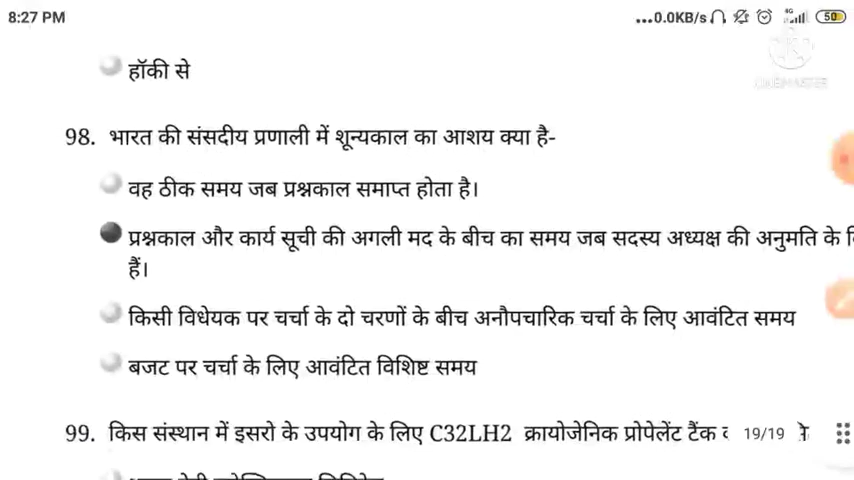 8:27 PM
...0.0KB/s 4G 50
हॉकी से
KINEMASTER
98. भारत की संसदीय प्रणाली में शून्यकाल का आशय क्या है-
वह ठीक समय जब प्रश्नकाल समाप्त होता है।
प्रश्नकाल और कार्य सूची की अगली मद के बीच का समय जब सदस्य अध्यक्ष की अनुमति के
हैं।
किसी विधेयक पर चर्चा के दो चरणों के बीच अनौपचारिक चर्चा के लिए आवंटित समय
बजट पर चर्चा के लिए आवंटित विशिष्ट समय
99. किस संस्थान में इसरो के उपयोग के लिए C32LH2 क्रायोजेनिक प्रोपेलेंट टैंक 19/19